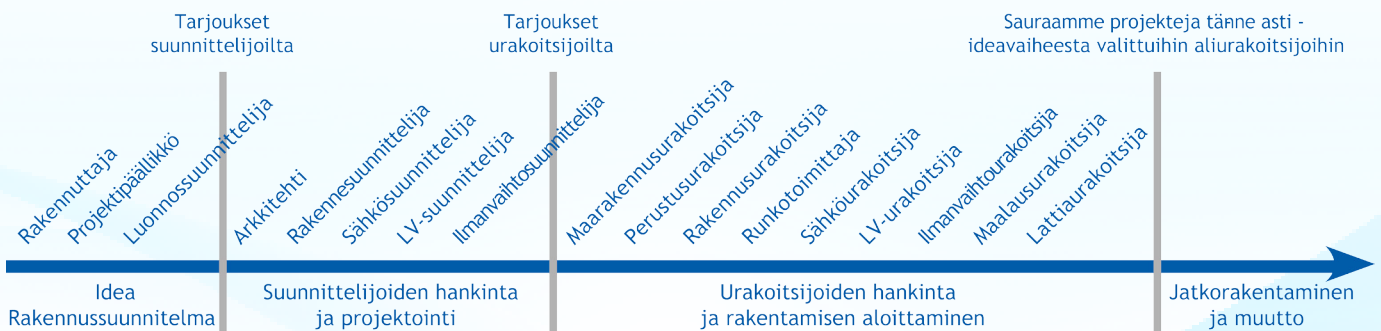 Tarjoukset
suunnittelijoilta
Tarjoukset
urakoitsijoilta
Sauraamme projekteja tänne asti -
ideavaiheesta valittuihin aliurakoitsijoihin
Rakennuttaja
Projektipäällikkö
Luonnossuunnittelija
Arkkitehti
Rakennesuunnittelija
Sähkösuunnittelija
LV-suunnittelija
Ilmanvaihtosuunnittelija
Maarakennusurakoitsija
Perustusurakoitsija
Rakennusurakoitsija
Runkotoimittaja
Sähköurakoitsija
LV-urakoitsija
Ilmanvaihtourakoitsija
Maalausurakoitsija
Lattiaurakoitsija
Idea
Rakennussuunnitelma
Suunnittelijoiden hankinta
ja projektointi
Urakoitsijoiden hankinta
ja rakentamisen aloittaminen
Jatkorakentaminen
ja muutto